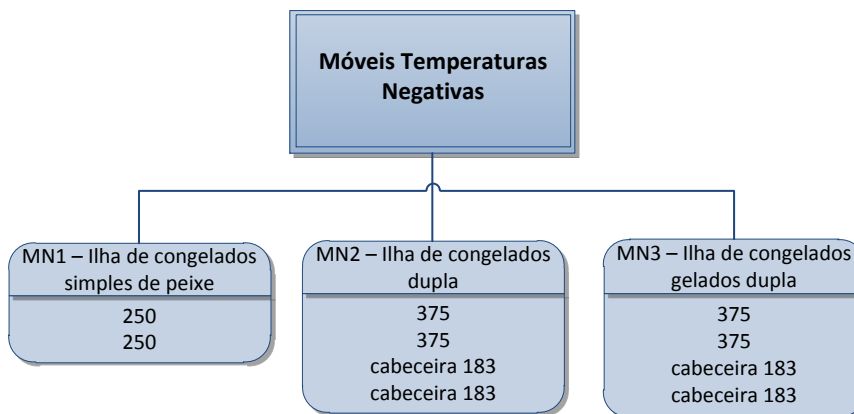 Móveis Temperaturas
Negativas
MN1 – Ilha de congelados
simples de peixe
250
250
MN2 – Ilha de congelados
dupla
375
375
cabeceira 183
cabeceira 183
MN3 – Ilha de congelados
gelados dupla
375
375
cabeceira 183
cabeceira 183